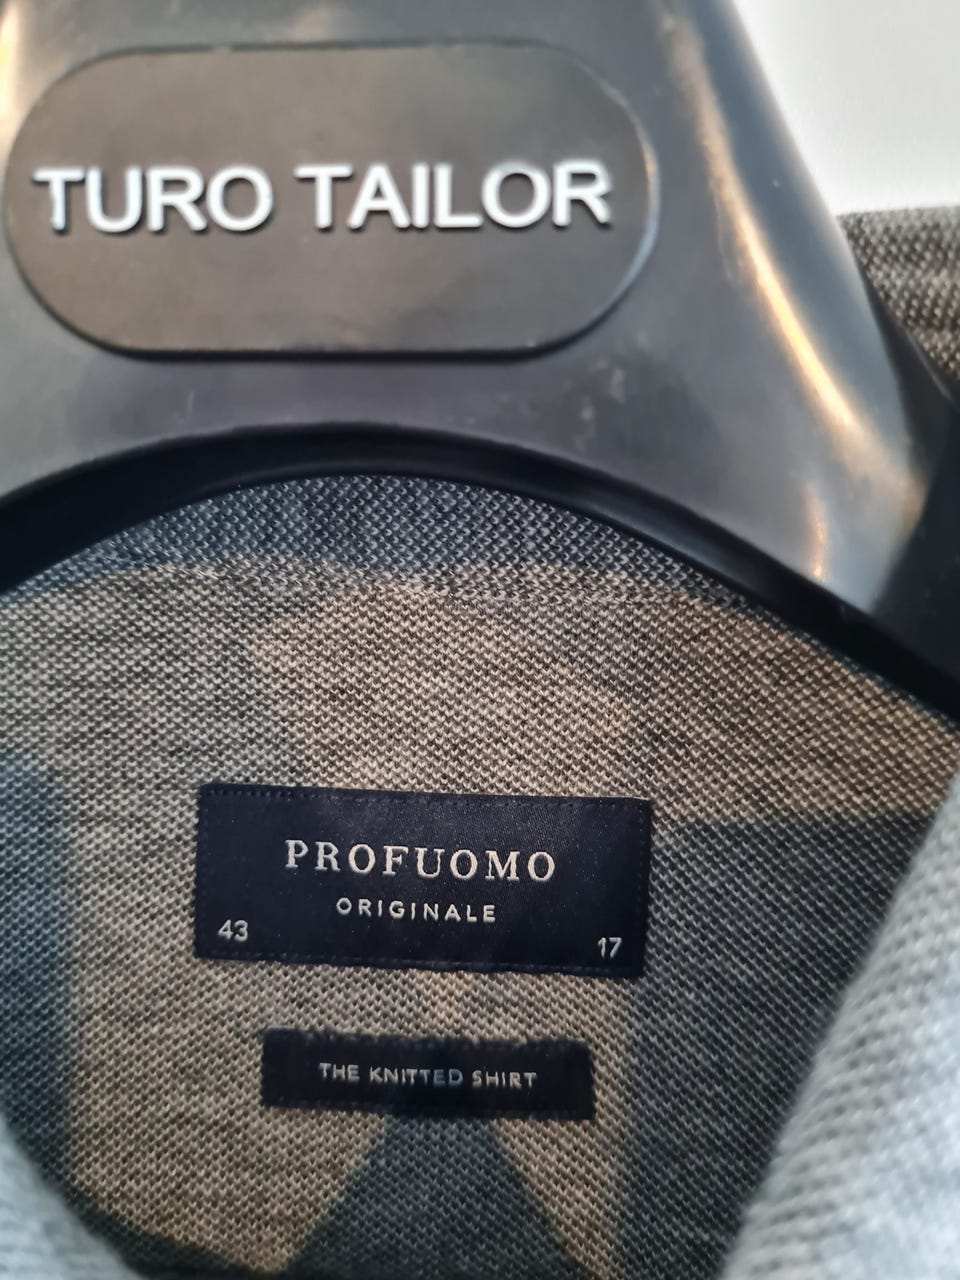 TURO TAILOR
PROFUOMO
ORIGINALE
43 17
THE KNITTED SHIRT